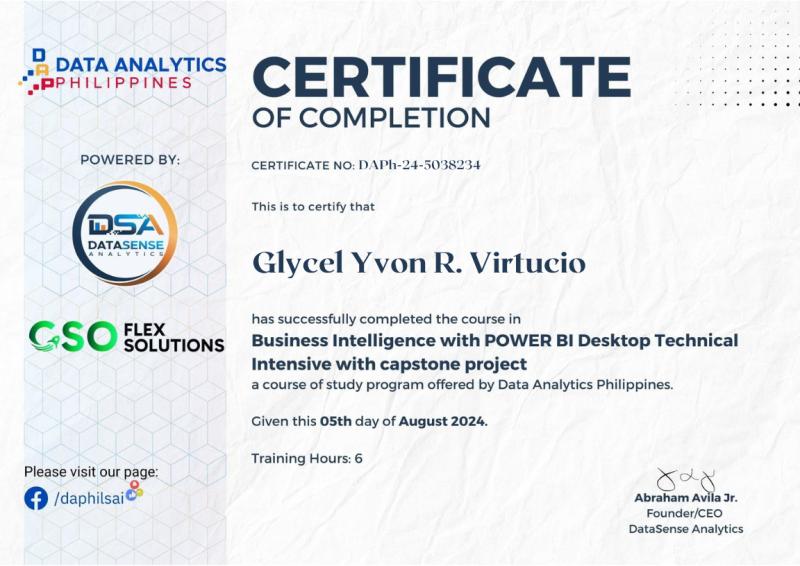 DAP
DATA ANALYTICS
PHILIPPINES
POWERED BY:
DSA
DATASENSE
ANALYTICS
GSO FLEX
SOLUTIONS
Please visit our page:
/daphilsai
CERTIFICATE
OF COMPLETION
CERTIFICATE NO: DAPh-24-5038234
This is to certify that
Glycel Yvon R. Virtucio
has successfully completed the course in
Business Intelligence with POWER BI Desktop Technical
Intensive with capstone project
a course of study program offered by Data Analytics Philippines.
Given this 05th day of August 2024.
Training Hours: 6
Abraham Avila Jr.
Founder/CEO
DataSense Analytics